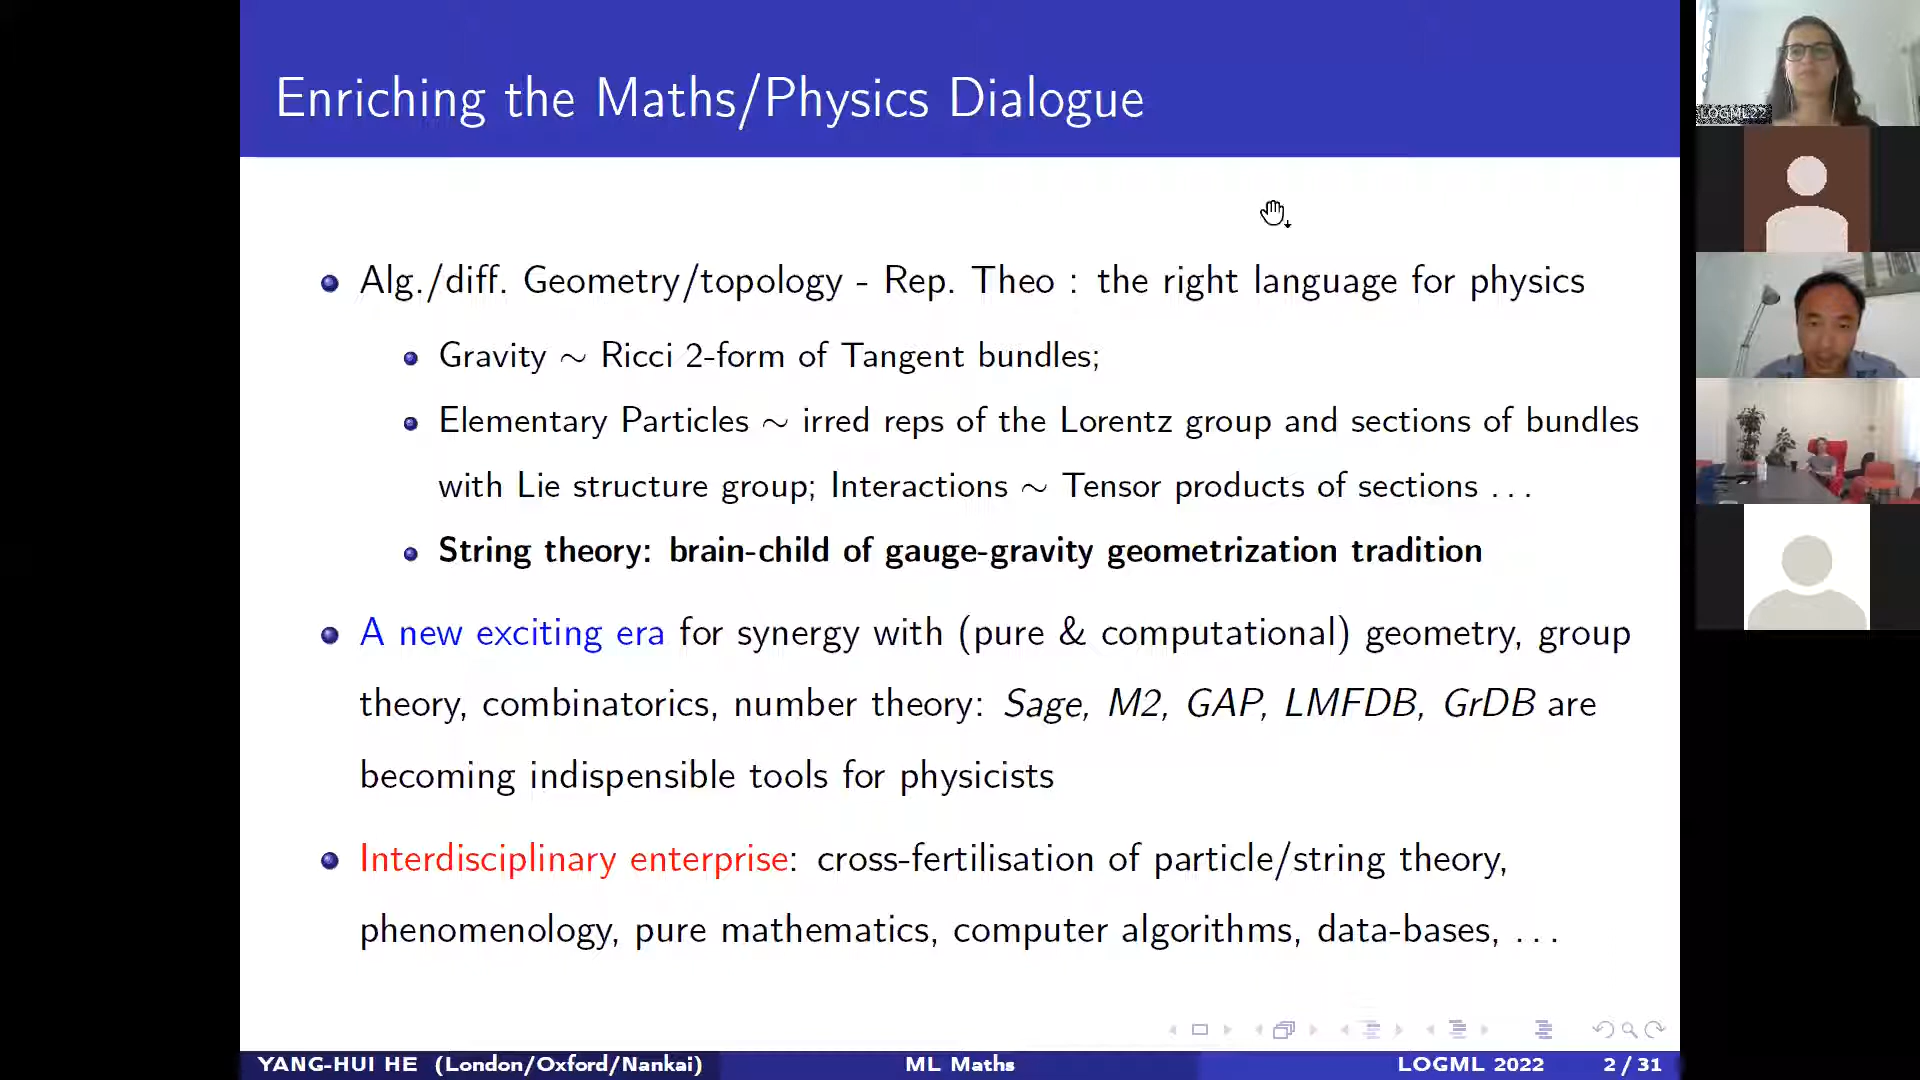 Enriching the Maths/Physics Dialogue
LOGML22
Alg./diff. Geometry/topology - Rep. Theo : the right language for physics
Gravity ∼ Ricci 2-form of Tangent bundles;
Elementary Particles ∼ irred reps of the Lorentz group and sections of bundles
with Lie structure group; Interactions ∼ Tensor products of sections ...
String theory: brain-child of gauge-gravity geometrization tradition
A new exciting era for synergy with (pure & computational) geometry, group
theory, combinatorics, number theory: Sage, M2, GAP, LMFDB, GrDB are
becoming indispensible tools for physicists
Interdisciplinary enterprise: cross-fertilisation of particle/string theory,
phenomenology, pure mathematics, computer algorithms, data-bases, ...
YANG-HUI HE (London/Oxford/Nankai) ML Maths LOGML 2022 2 / 31